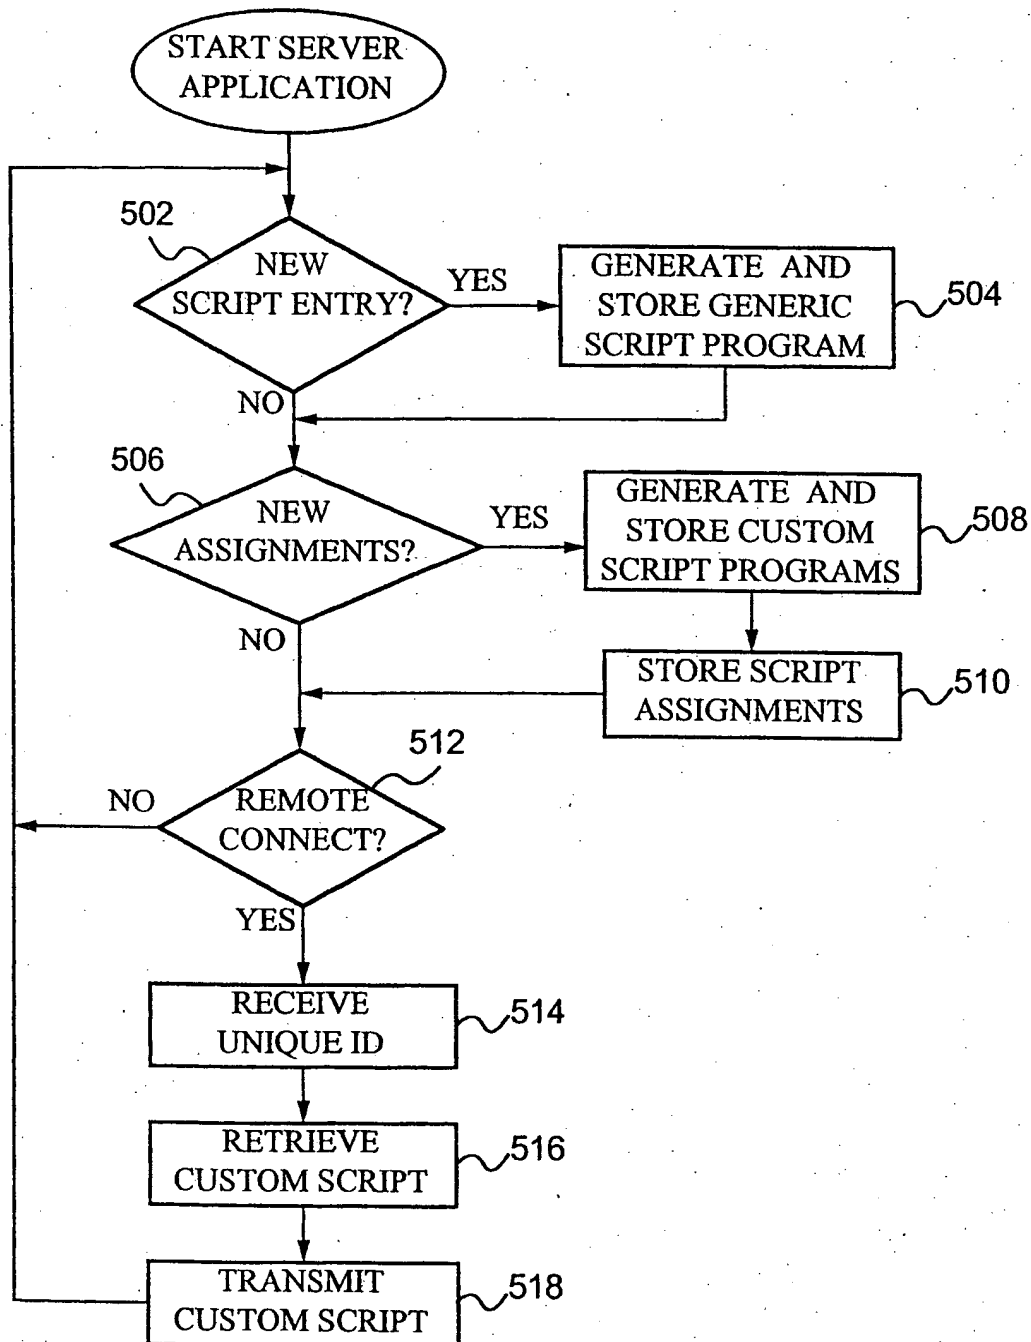 START SERVER
APPLICATION
502
NEW
SCRIPT ENTRY?
YES
GENERATE AND
STORE GENERIC
SCRIPT PROGRAM
504
NO
506
NEW
ASSIGNMENTS?
YES
GENERATE AND
STORE CUSTOM
SCRIPT PROGRAMS
508
NO
STORE SCRIPT
ASSIGNMENTS
510
512
REMOTE
CONNECT?
NO
YES
RECEIVE
UNIQUE ID
514
RETRIEVE
CUSTOM SCRIPT
516
TRANSMIT
CUSTOM SCRIPT
518